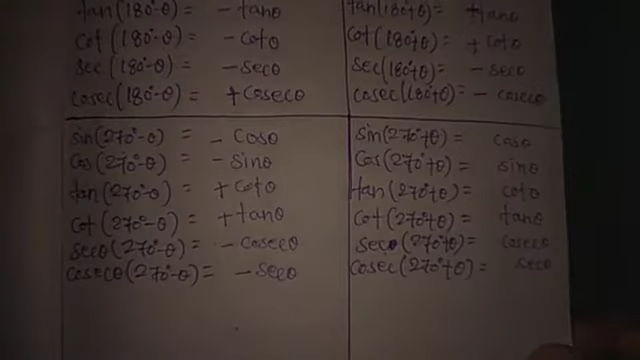 tan(180°-θ) = - tanθ
cot(180°-θ) = - cotθ
sec(180°-θ) = - secθ
cosec(180°-θ) = + cosecθ
tan(180°+θ) = + tanθ
cot(180°+θ) = + cotθ
sec(180°+θ) = - secθ
cosec(180°+θ) = - cosecθ
sin(270°-θ) = - cosθ
cos(270°-θ) = - sinθ
tan(270°-θ) = + cotθ
cot(270°-θ) = + tanθ
secθ(270°-θ) = - cosecθ
cosecθ(270°-θ) = - secθ
sin(270°+θ) = cosθ
cos(270°+θ) = sinθ
tan(270°+θ) = cotθ
cot(270°+θ) = tanθ
secθ(270°+θ) = cosecθ
cosec(270°+θ) = secθ